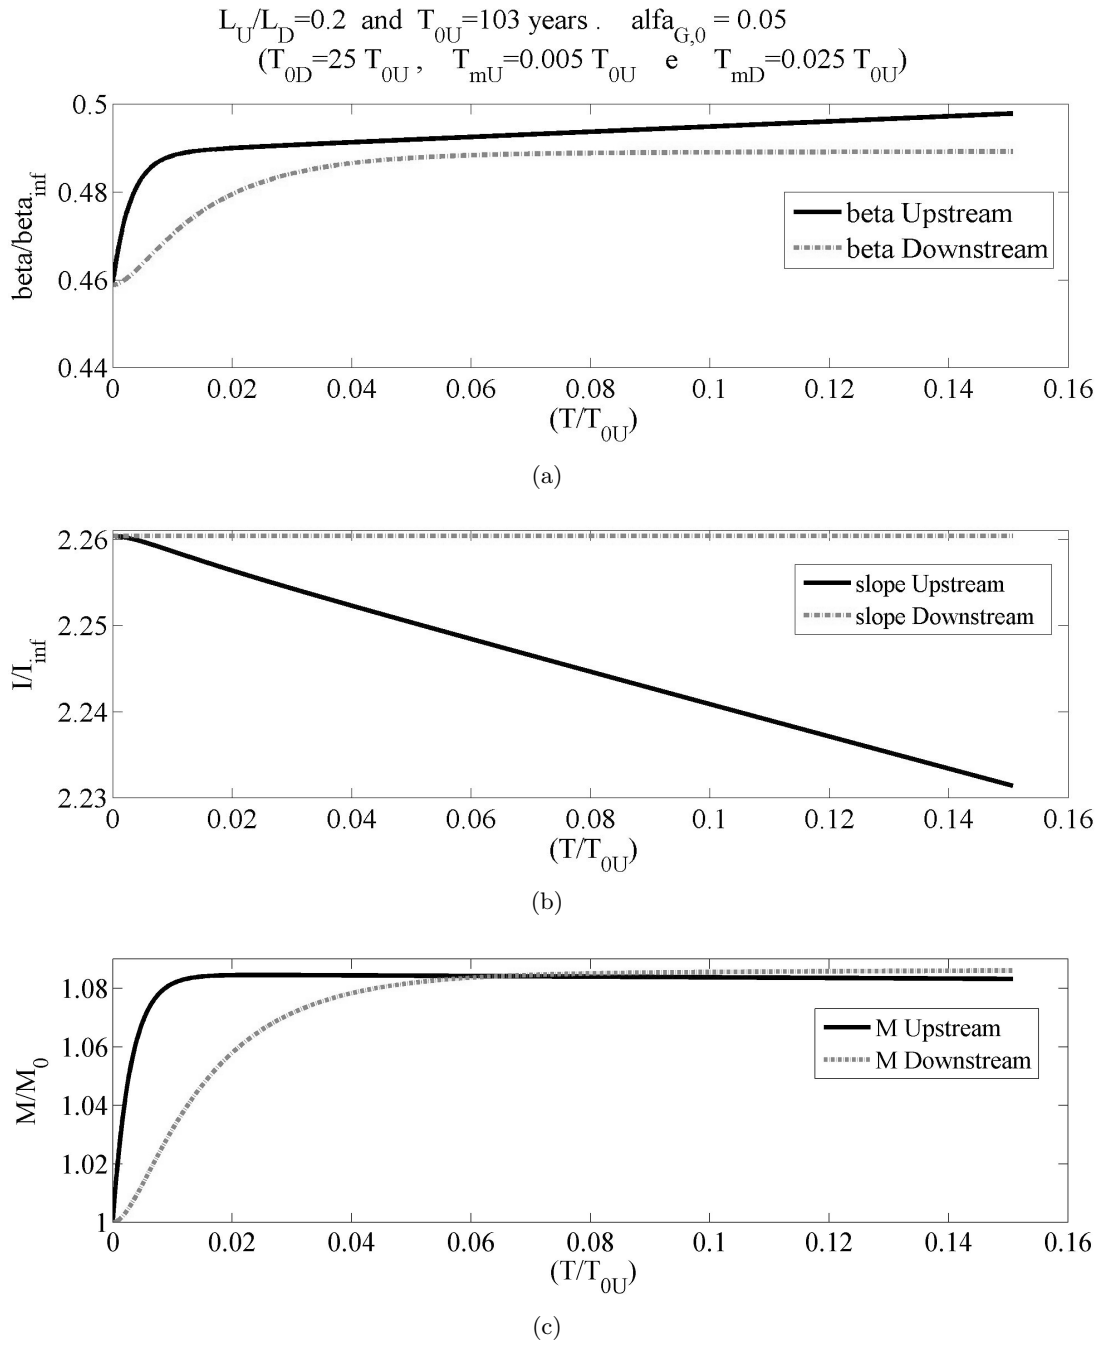 L_U/L_D=0.2 and T_0U=103 years . alfa_G,0 = 0.05
(T_0D=25 T_0U , T_mU=0.005 T_0U e T_mD=0.025 T_0U)
0.5
0.48
0.46
0.44
beta/beta_inf
beta Upstream
beta Downstream
0 0.02 0.04 0.06 0.08 0.1 0.12 0.14 0.16
(T/T_0U)
(a)
2.26
2.25
2.24
2.23
I/I_inf
slope Upstream
slope Downstream
0 0.02 0.04 0.06 0.08 0.1 0.12 0.14 0.16
(T/T_0U)
(b)
1.08
1.06
1.04
1.02
1
M/M_0
M Upstream
M Downstream
0 0.02 0.04 0.06 0.08 0.1 0.12 0.14 0.16
(T/T_0U)
(c)